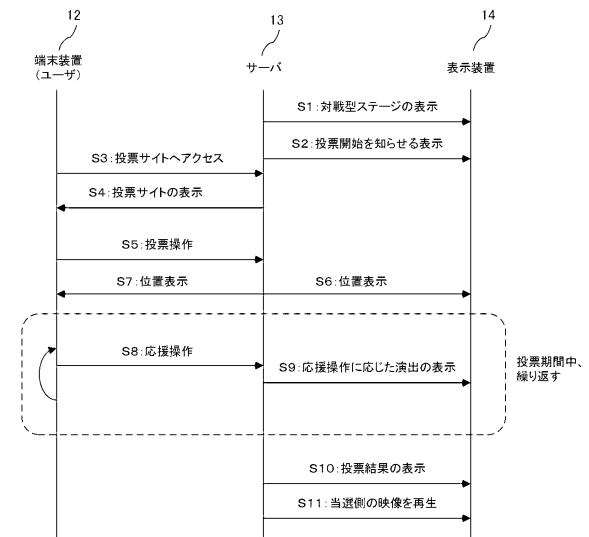 12
13
14
端末装置
(ユーザ)
サーバ
表示装置
S1:対戦型ステージの表示
S2:投票開始を知らせる表示
S3:投票サイトへアクセス
S4:投票サイトの表示
S5:投票操作
S7:位置表示
S6:位置表示
S8:応援操作
S9:応援操作に応じた演出の表示
投票期間中、
繰り返す
S10:投票結果の表示
S11:当選側の映像を再生